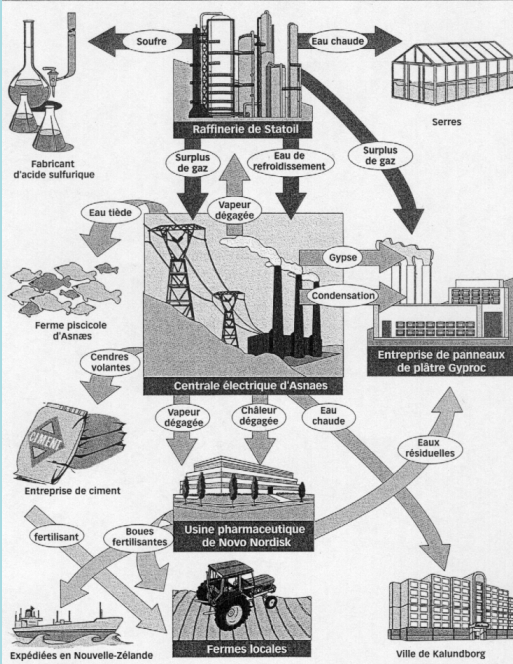 Soufre
Eau chaude
Raffinerie de Statoil
Serres
Fabricant
d'acide sulfurique
Surplus
de gaz
Eau de
refroidissement
Surplus
de gaz
Eau tiède
Vapeur
dégagée
Gypse
Condensation
Ferme piscicole
d'Asnæs
Entreprise de panneaux
de plâtre Gyproc
Cendres
volantes
Centrale électrique d'Asnaes
Vapeur
dégagée
Châleur
dégagée
Eau
chaude
CIMENT
Eaux
résiduelles
Entreprise de ciment
Usine pharmaceutique
de Novo Nordisk
fertilisant
Boues
fertilisantes
Expédiées en Nouvelle-Zélande
Fermes locales
Ville de Kalundborg